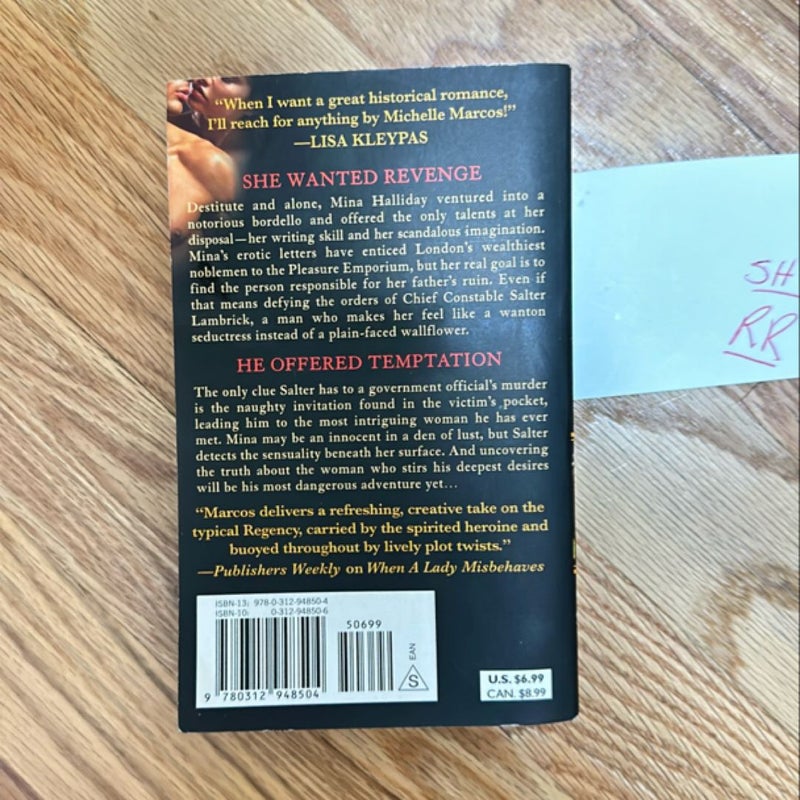 “When I want a great historical romance,
I’ll reach for anything by Michelle Marcos!”
—LISA KLEYPAS
SHE WANTED REVENGE
Destitute and alone, Mina Halliday ventured into a
notorious bordello and offered the only talents at her
disposal—her writing skill and her scandalous imagination.
Mina’s erotic letters have enticed London’s wealthiest
noblemen to the Pleasure Emporium, but her real goal is to
find the person responsible for her father’s ruin. Even if
that means defying the orders of Chief Constable Salter
Lambrick, a man who makes her feel like a wanton
seductress instead of a plain-faced wallflower.
HE OFFERED TEMPTATION
The only clue Salter has to a government official’s murder
is the naughty invitation found in the victim’s pocket,
leading him to the most intriguing woman he has ever
met. Mina may be an innocent in a den of lust, but Salter
detects the sensuality beneath her surface. And uncovering
the truth about the woman who stirs his deepest desires
will be his most dangerous adventure yet…
“Marcos delivers a refreshing, creative take on the
typical Regency, carried by the spirited heroine and
buoyed throughout by lively plot twists.”
—Publishers Weekly on When A Lady Misbehaves
ISBN-13: 978-0-312-94850-4
ISBN-10: 0-312-94850-6
50699
9 780312 948504
EAN
S
U.S. $6.99
CAN. $8.99
SH
RR